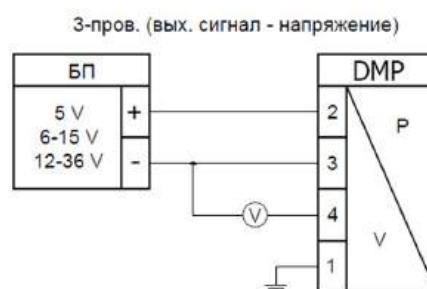 3-пров. (вых. сигнал - напряжение)
БП
DMP
5 V
6-15 V
12-36 V
+
-
2
3
4
1
P
V
V